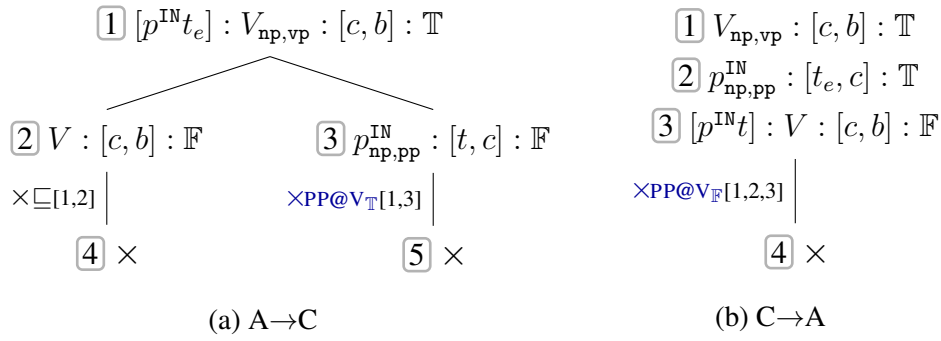 1 [p^IN t_e] : V_np,vp : [c, b] : 𝕋
2 V : [c, b] : 𝔽
3 p^IN_np,pp : [t, c] : 𝔽
×⊑[1,2]
×PP@V_𝕋[1,3]
4 ×
5 ×
(a) A→C
1 V_np,vp : [c, b] : 𝕋
2 p^IN_np,pp : [t_e, c] : 𝕋
3 [p^IN t] : V : [c, b] : 𝔽
×PP@V_𝔽[1,2,3]
4 ×
(b) C→A